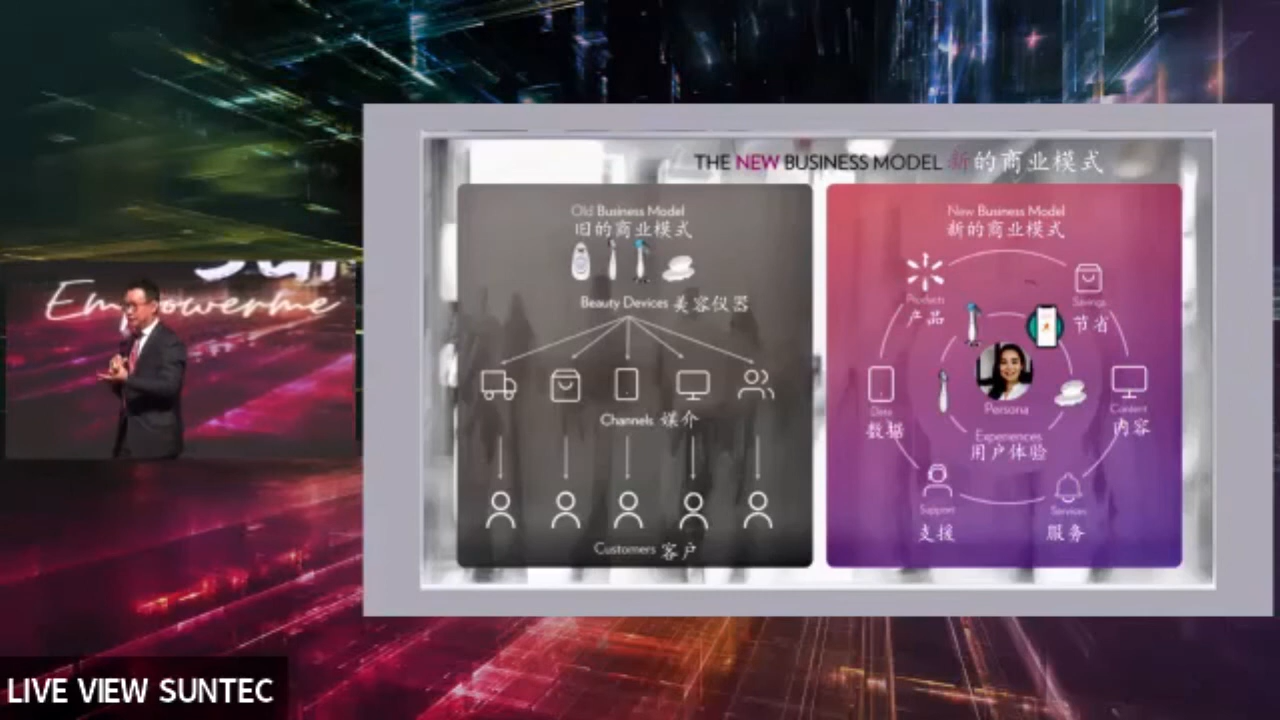 THE NEW BUSINESS MODEL 新的商业模式
Old Business Model
旧的商业模式
Beauty Devices 美容仪器
Channels 媒介
Customers 客户
New Business Model
新的商业模式
Products
产品
Savings
节省
Data
数据
Persona
Content
内容
Experiences
用户体验
Support
支援
Services
服务
Empowerme
LIVE VIEW SUNTEC